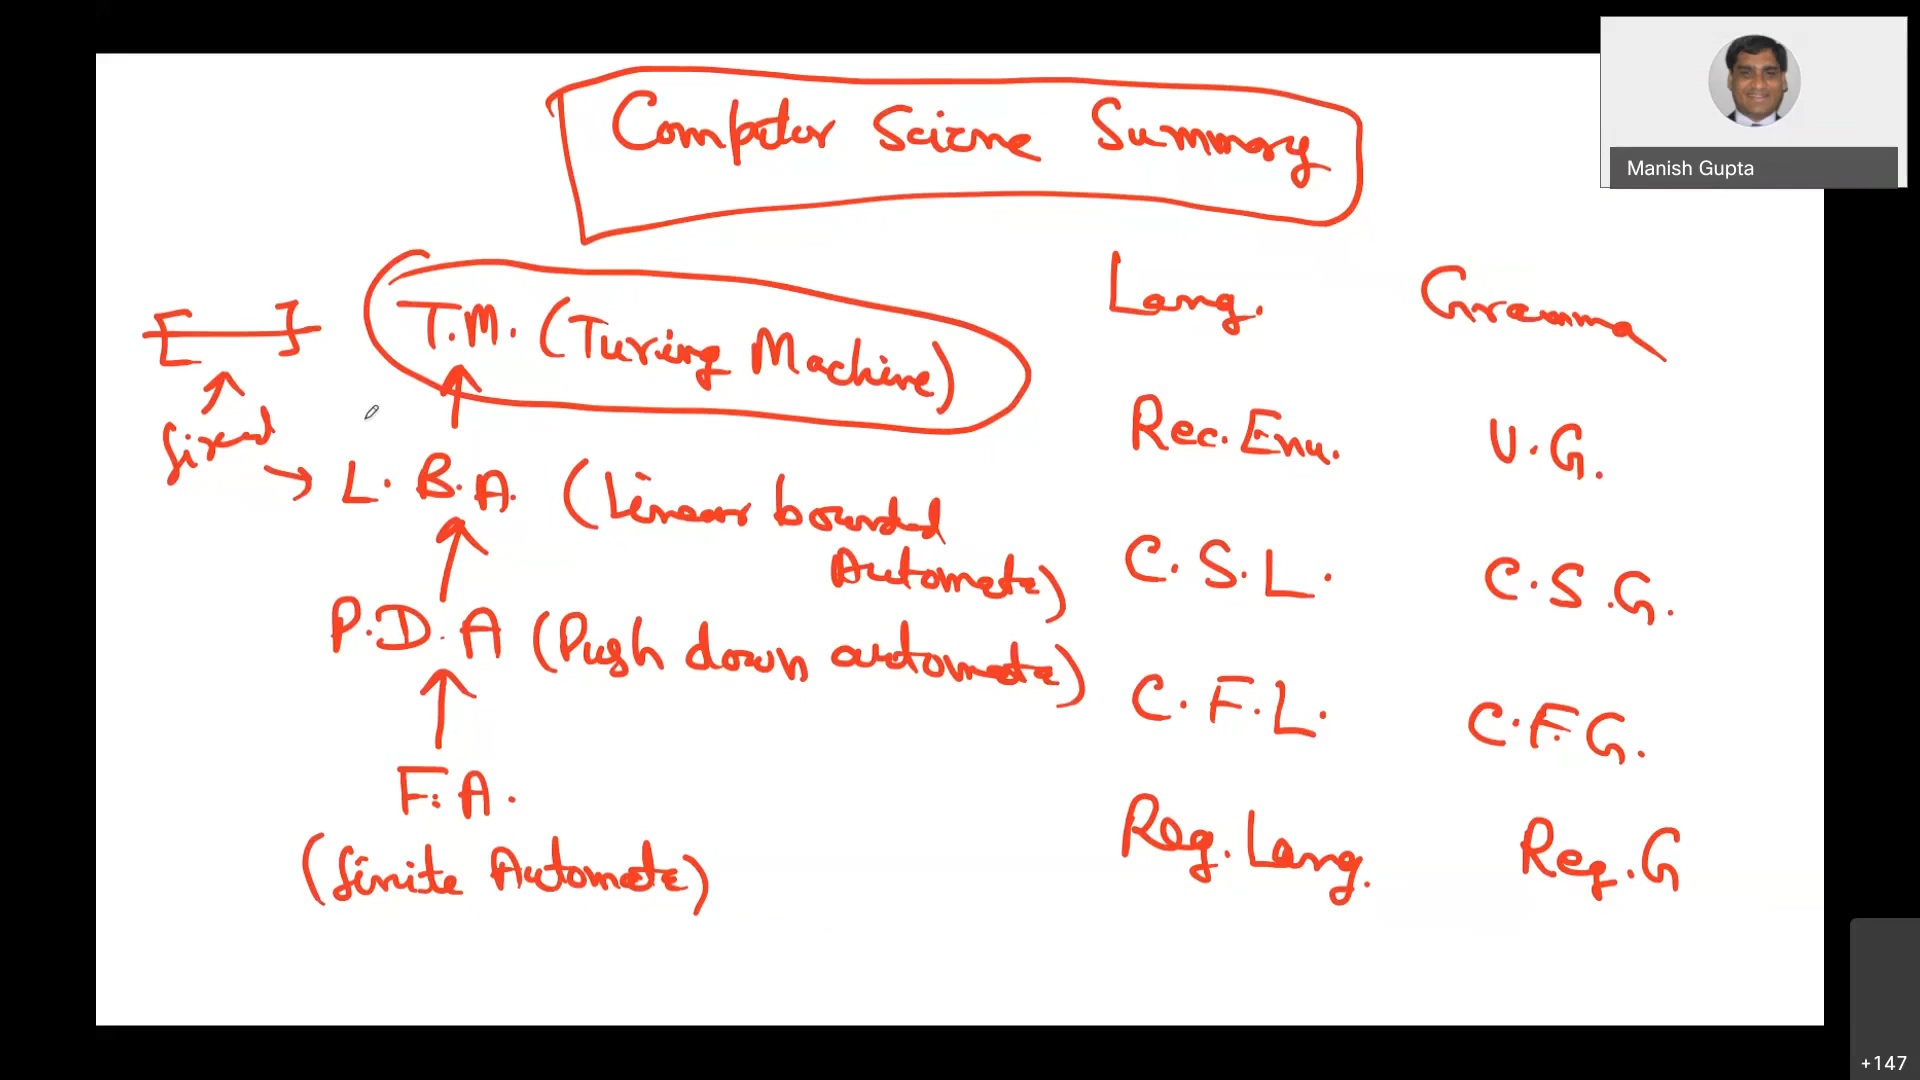 Computer Science Summary
Manish Gupta
Lang. Gramma
T.M. (Turing Machine)
fixed
Rec. Enu. U.G.
L.B.A. (Linear bounded
Automata)
C.S.L. C.S.G.
P.D.A (Push down automata)
C.F.L. C.F.G.
F.A.
(finite Automata)
Reg. Lang. Reg.G
+147